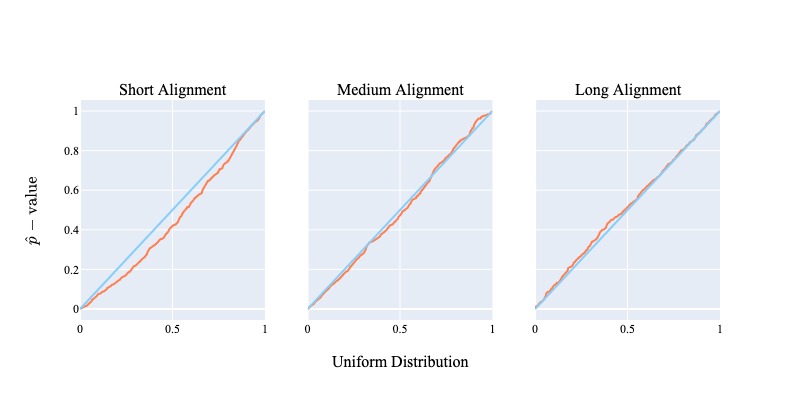 Short Alignment
Medium Alignment
Long Alignment
1
0.8
0.6
0.4
0.2
0
p̂ − value
0 0.5 1
0 0.5 1
0 0.5 1
Uniform Distribution